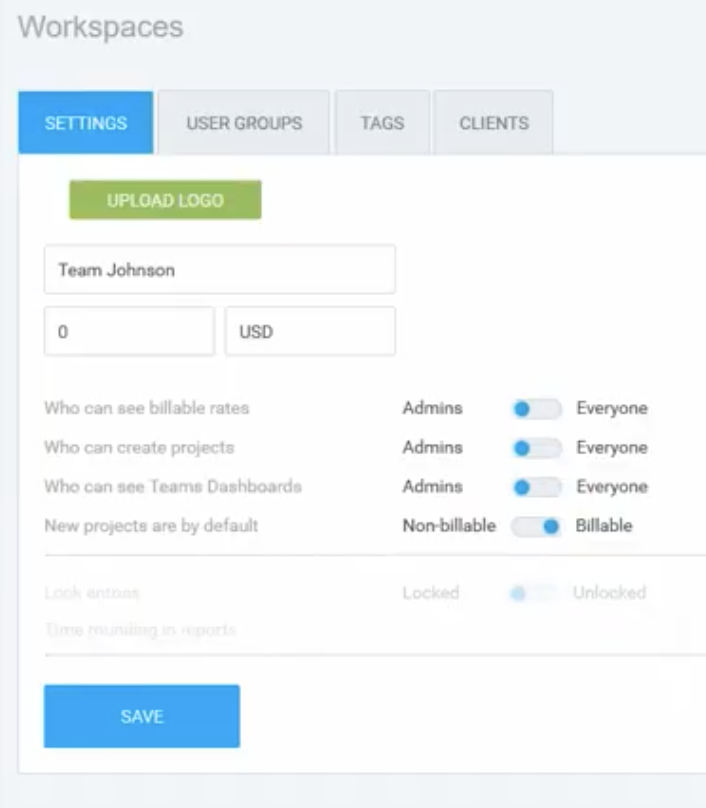 Workspaces
SETTINGS USER GROUPS TAGS CLIENTS
UPLOAD LOGO
Team Johnson
0 USD
Who can see billable rates Admins Everyone
Who can create projects Admins Everyone
Who can see Teams Dashboards Admins Everyone
New projects are by default Non-billable Billable
Lock entries Locked Unlocked
Time rounding in reports
SAVE